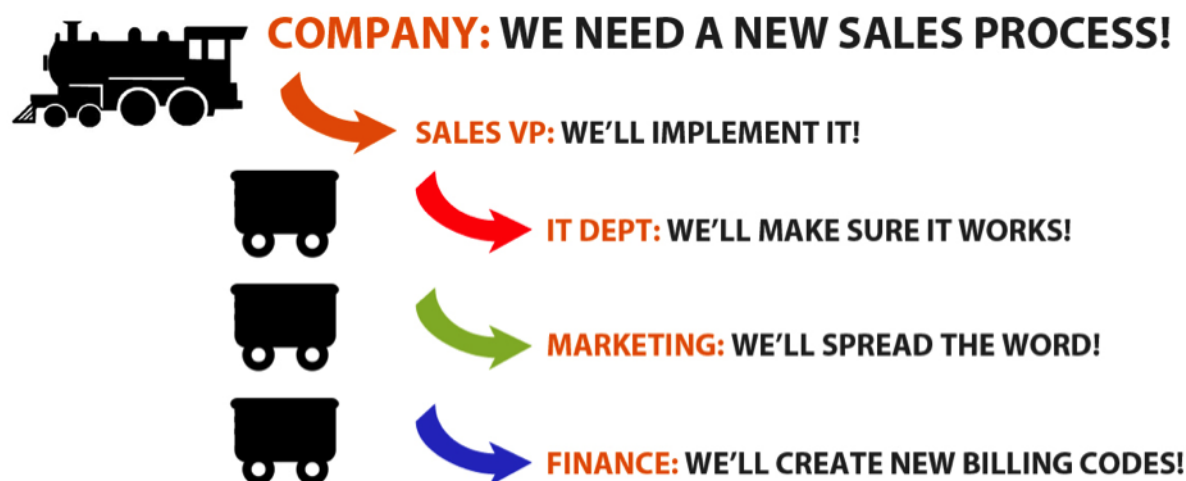 COMPANY: WE NEED A NEW SALES PROCESS!
SALES VP: WE’LL IMPLEMENT IT!
IT DEPT: WE’LL MAKE SURE IT WORKS!
MARKETING: WE’LL SPREAD THE WORD!
FINANCE: WE’LL CREATE NEW BILLING CODES!